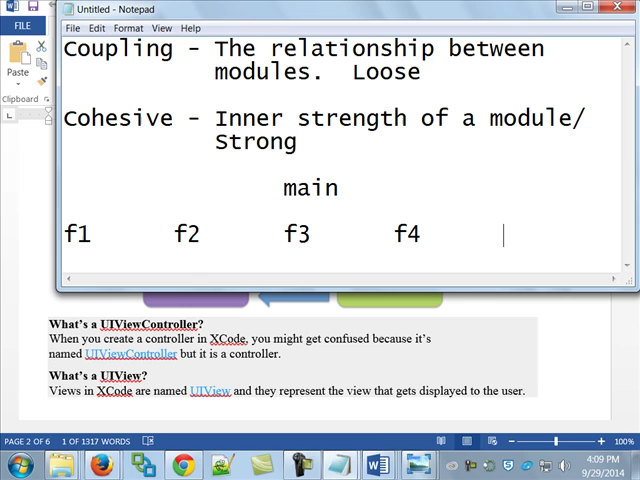 Untitled - Notepad
File Edit Format View Help
Coupling - The relationship between
modules. Loose
Cohesive - Inner strength of a module/
Strong
main
f1 f2 f3 f4
FILE
Paste
Clipboard
What's a UIViewController?
When you create a controller in XCode, you might get confused because it's
named UIViewController but it is a controller.
What's a UIView?
Views in XCode are named UIView and they represent the view that gets displayed to the user.
PAGE 2 OF 6 1 OF 1317 WORDS 100%
4:09 PM
9/29/2014